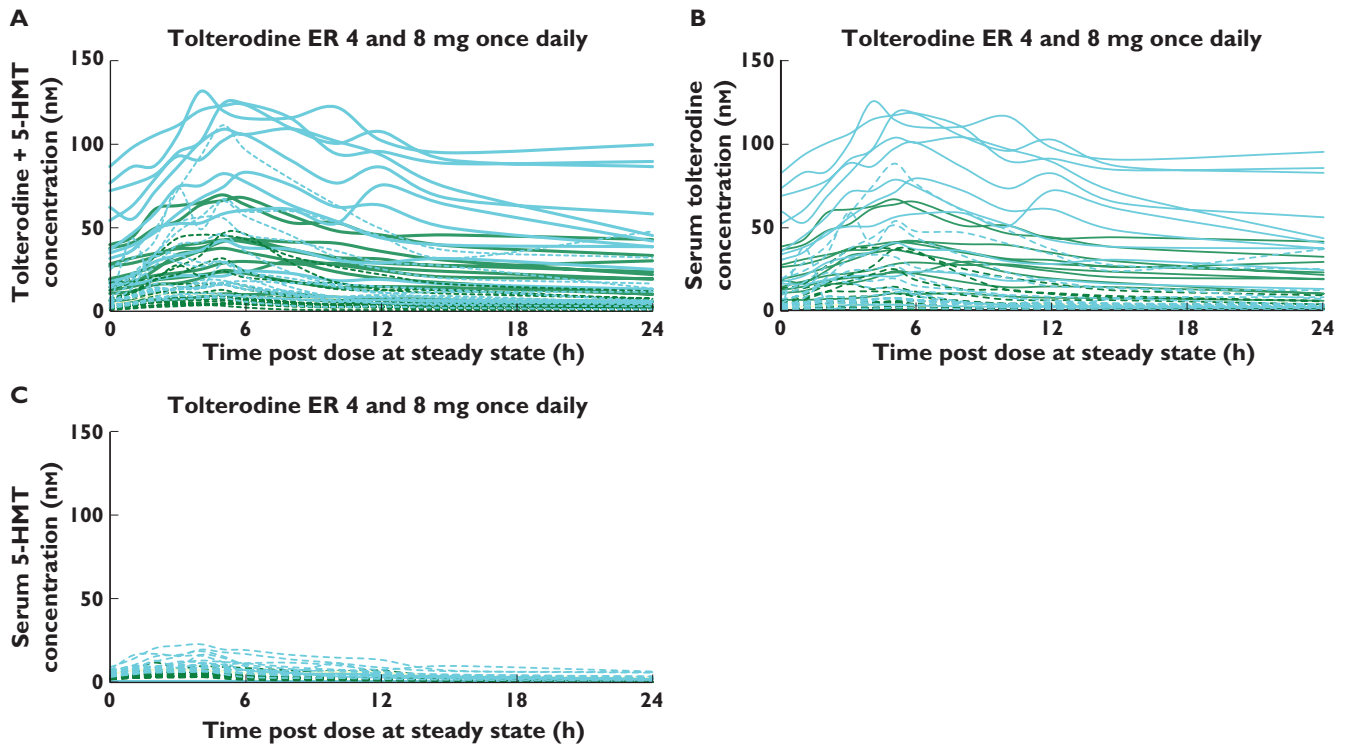 A
Tolterodine ER 4 and 8 mg once daily
Tolterodine + 5-HMT
concentration (nM)
150
100
50
0
0 6 12 18 24
Time post dose at steady state (h)
B
Tolterodine ER 4 and 8 mg once daily
Serum tolterodine
concentration (nM)
150
100
50
0
0 6 12 18 24
Time post dose at steady state (h)
C
Tolterodine ER 4 and 8 mg once daily
Serum 5-HMT
concentration (nM)
150
100
50
0
0 6 12 18 24
Time post dose at steady state (h)